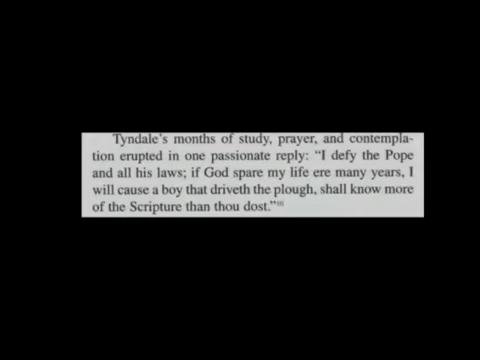 Tyndale's months of study, prayer, and contempla-
tion erupted in one passionate reply: "I defy the Pope
and all his laws; if God spare my life ere many years, I
will cause a boy that driveth the plough, shall know more
of the Scripture than thou dost."